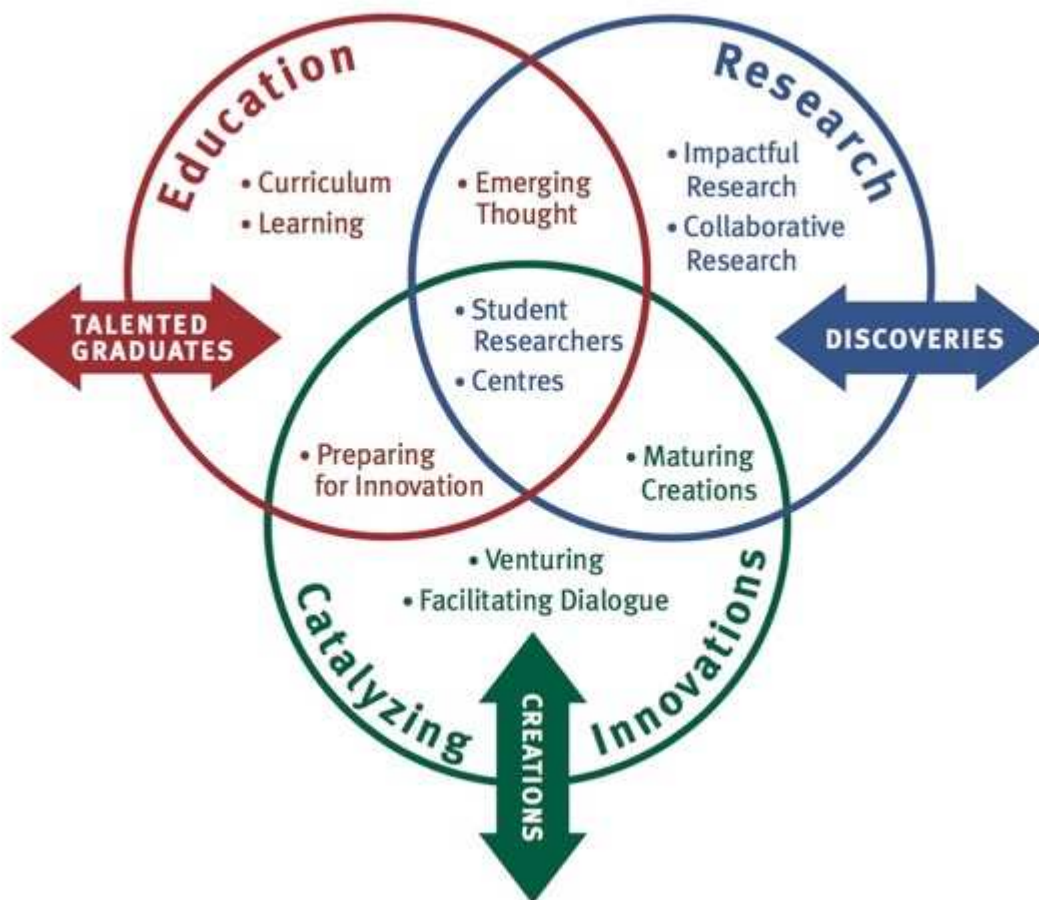 Education
Research
• Curriculum
• Learning
• Emerging
Thought
• Impactful
Research
• Collaborative
Research
TALENTED
GRADUATES
• Student
Researchers
• Centres
DISCOVERIES
• Preparing
for Innovation
• Maturing
Creations
• Venturing
• Facilitating Dialogue
Catalyzing Innovations
CREATIONS